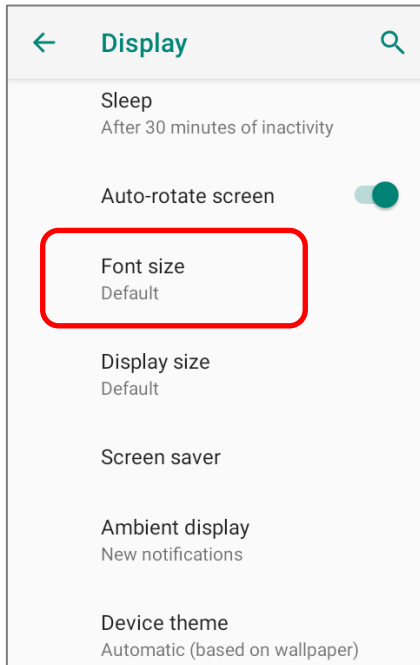 Display
Sleep
After 30 minutes of inactivity
Auto-rotate screen
Font size
Default
Display size
Default
Screen saver
Ambient display
New notifications
Device theme
Automatic (based on wallpaper)